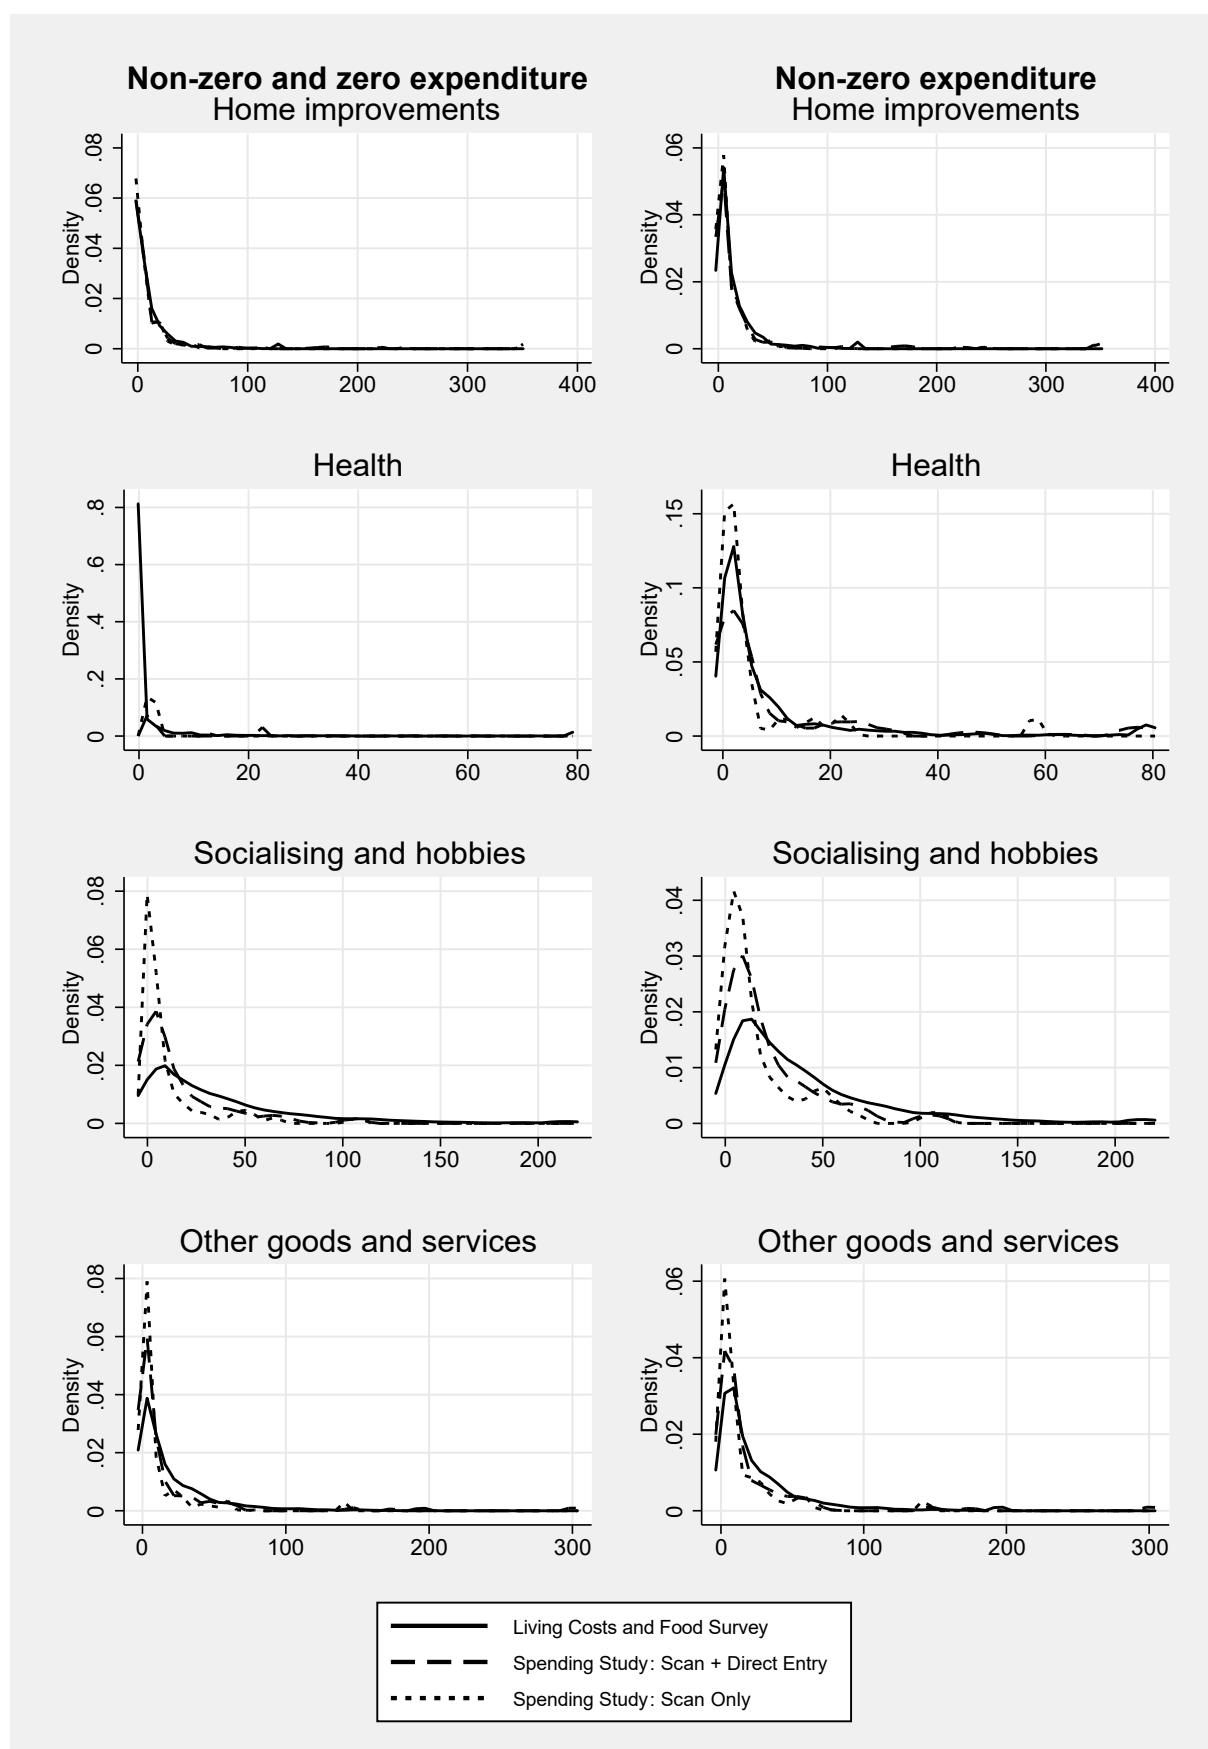 Non-zero and zero expenditure
Home improvements
Density
0 .02 .04 .06 .08
0 100 200 300 400
Non-zero expenditure
Home improvements
Density
0 .02 .04 .06
0 100 200 300 400
Health
Density
0 .2 .4 .6 .8
0 20 40 60 80
Health
Density
0 .05 .1 .15
0 20 40 60 80
Socialising and hobbies
Density
0 .02 .04 .06 .08
0 50 100 150 200
Socialising and hobbies
Density
0 .01 .02 .03 .04
0 50 100 150 200
Other goods and services
Density
0 .02 .04 .06 .08
0 100 200 300
Other goods and services
Density
0 .02 .04 .06
0 100 200 300
Living Costs and Food Survey
Spending Study: Scan + Direct Entry
Spending Study: Scan Only